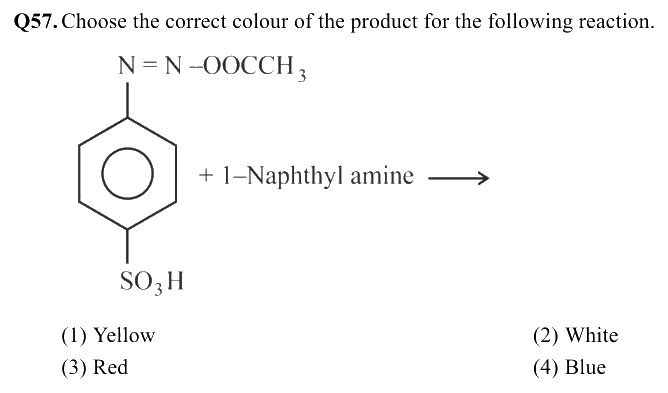 Q57. Choose the correct colour of the product for the following reaction.
N = N –OOCCH₃
+ 1–Naphthyl amine ⟶
SO₃H
(1) Yellow (2) White
(3) Red (4) Blue